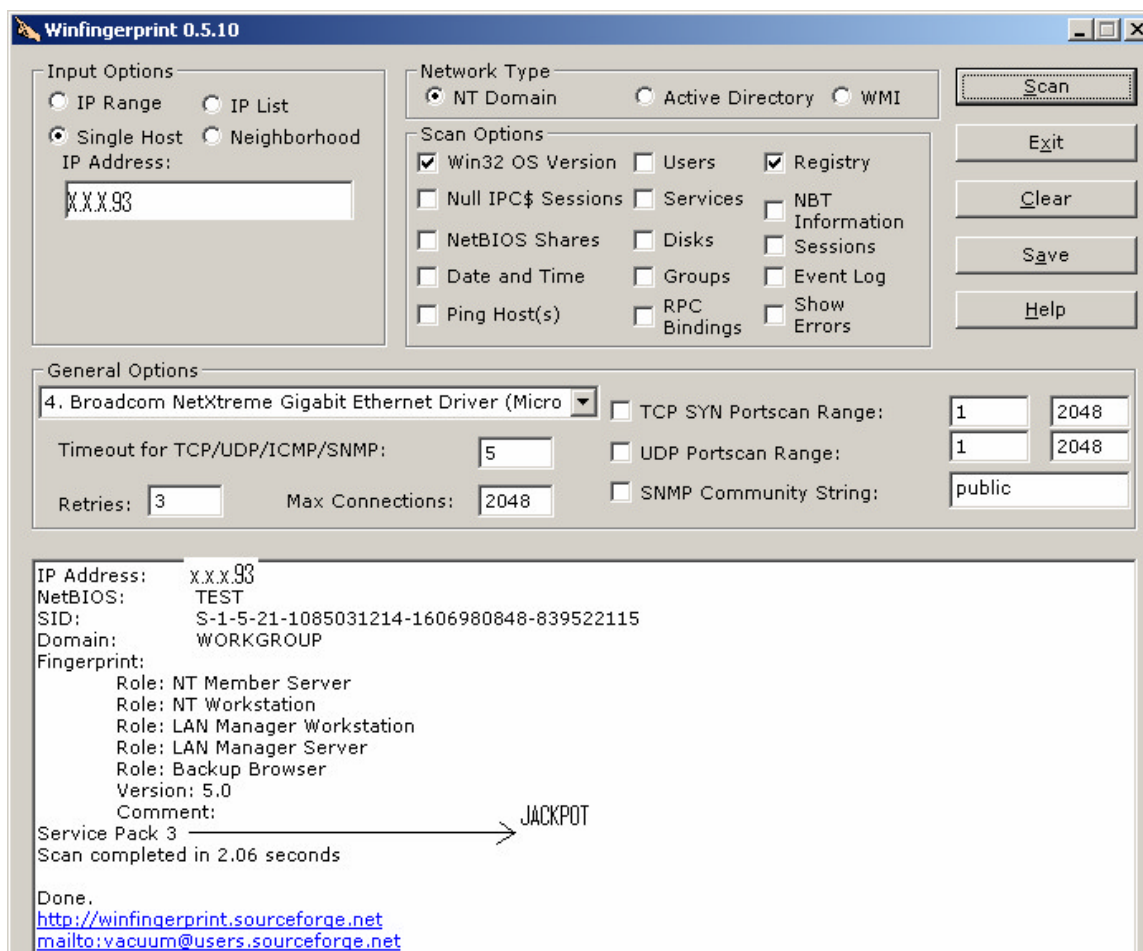 Winfingerprint 0.5.10
Input Options
IP Range
IP List
Single Host
Neighborhood
IP Address:
X.X.X.93
Network Type
NT Domain
Active Directory
WMI
Scan Options
Win32 OS Version
Users
Registry
Null IPC$ Sessions
Services
NBT Information
NetBIOS Shares
Disks
Sessions
Date and Time
Groups
Event Log
Ping Host(s)
RPC Bindings
Show Errors
Scan
Exit
Clear
Save
Help
General Options
4. Broadcom NetXtreme Gigabit Ethernet Driver (Micro
TCP SYN Portscan Range:
1
2048
Timeout for TCP/UDP/ICMP/SNMP:
5
UDP Portscan Range:
1
2048
Retries:
3
Max Connections:
2048
SNMP Community String:
public
IP Address: x.x.x.93
NetBIOS: TEST
SID: S-1-5-21-1085031214-1606980848-839522115
Domain: WORKGROUP
Fingerprint:
Role: NT Member Server
Role: NT Workstation
Role: LAN Manager Workstation
Role: LAN Manager Server
Role: Backup Browser
Version: 5.0
Comment:
Service Pack 3
JACKPOT
Scan completed in 2.06 seconds
Done.
http://winfingerprint.sourceforge.net
mailto:vacuum@users.sourceforge.net